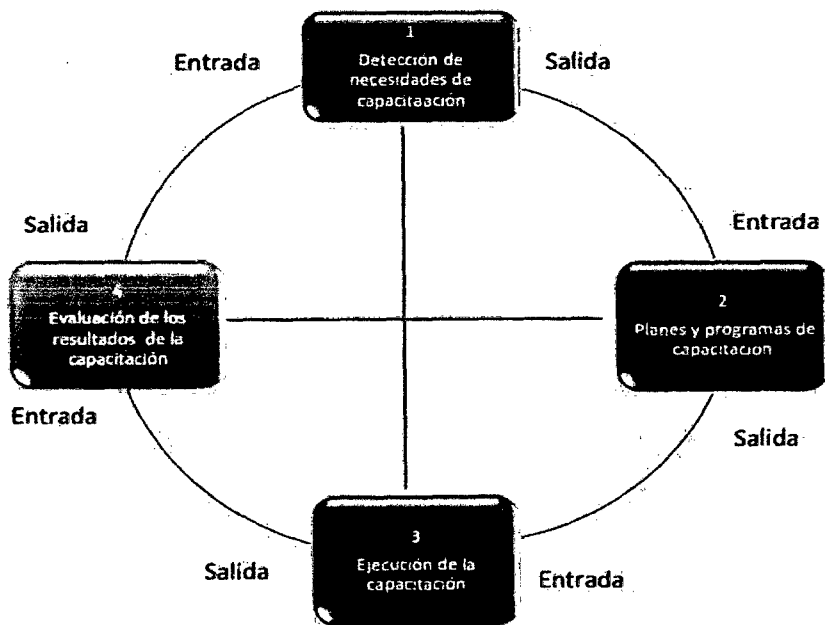 1
Detección de
necesidades de
capacitaación
Entrada
Salida
Salida
Entrada
4
Evaluación de los
resultados de la
capacitación
2
Planes y programas de
capacitacion
Entrada
Salida
3
Ejecución de la
capacitación
Salida
Entrada